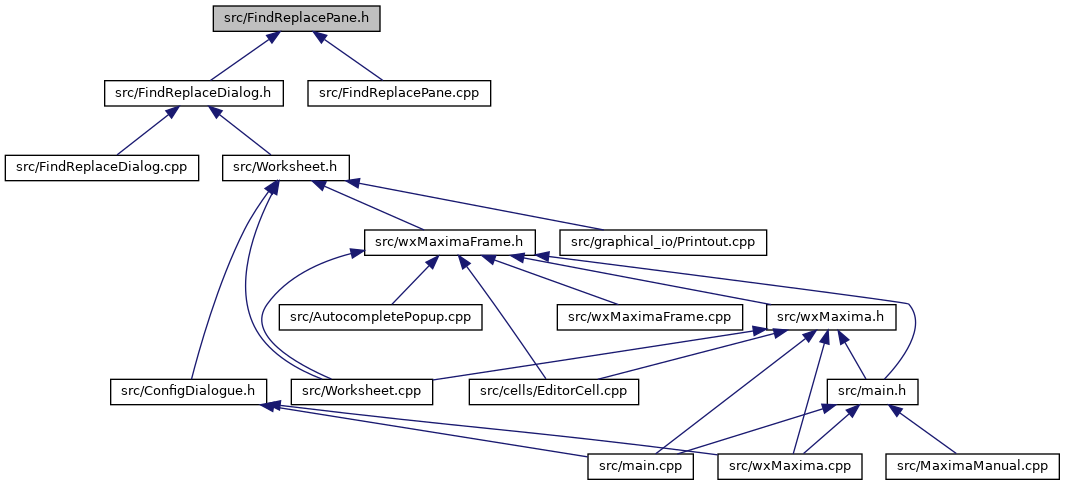 src/FindReplacePane.h
src/FindReplaceDialog.h
src/FindReplacePane.cpp
src/FindReplaceDialog.cpp
src/Worksheet.h
src/wxMaximaFrame.h
src/graphical_io/Printout.cpp
src/AutocompletePopup.cpp
src/wxMaximaFrame.cpp
src/wxMaxima.h
src/ConfigDialogue.h
src/Worksheet.cpp
src/cells/EditorCell.cpp
src/main.h
src/main.cpp
src/wxMaxima.cpp
src/MaximaManual.cpp